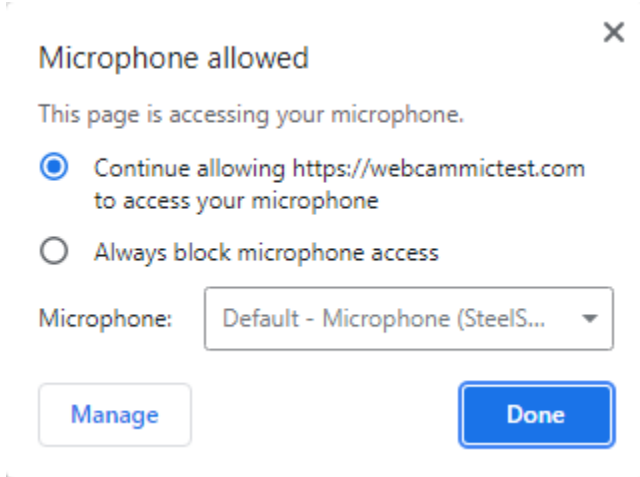 Microphone allowed
This page is accessing your microphone.
Continue allowing https://webcammictest.com
to access your microphone
Always block microphone access
Microphone: Default - Microphone (SteelS...
Manage Done